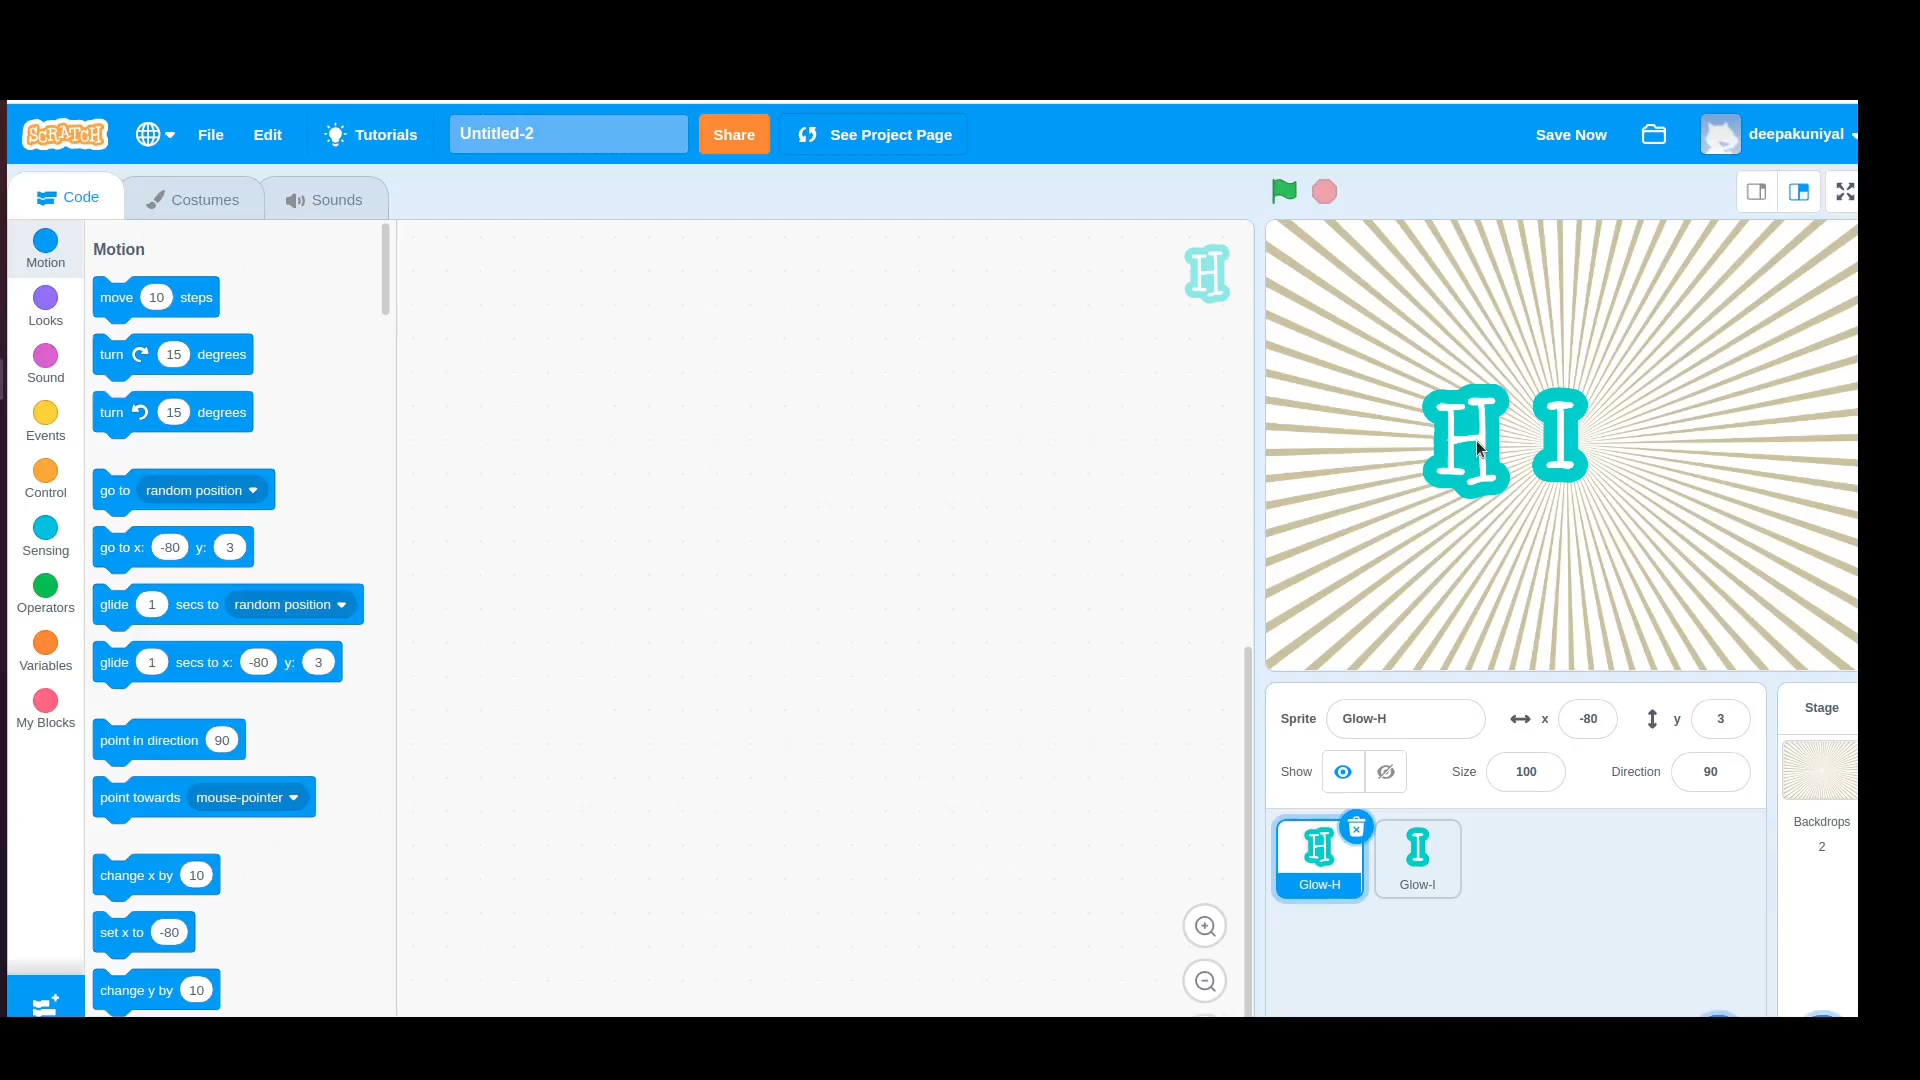 SCRATCH
File
Edit
Tutorials
Untitled-2
Share
See Project Page
Save Now
deepakuniyal
Code
Costumes
Sounds
Motion
Looks
Sound
Events
Control
Sensing
Operators
Variables
My Blocks
Motion
move 10 steps
turn 15 degrees
turn 15 degrees
go to random position
go to x: -80 y: 3
glide 1 secs to random position
glide 1 secs to x: -80 y: 3
point in direction 90
point towards mouse-pointer
change x by 10
set x to -80
change y by 10
H
H I
Sprite Glow-H x -80 y 3
Show Size 100 Direction 90
H
Glow-H
I
Glow-I
Stage
Backdrops
2